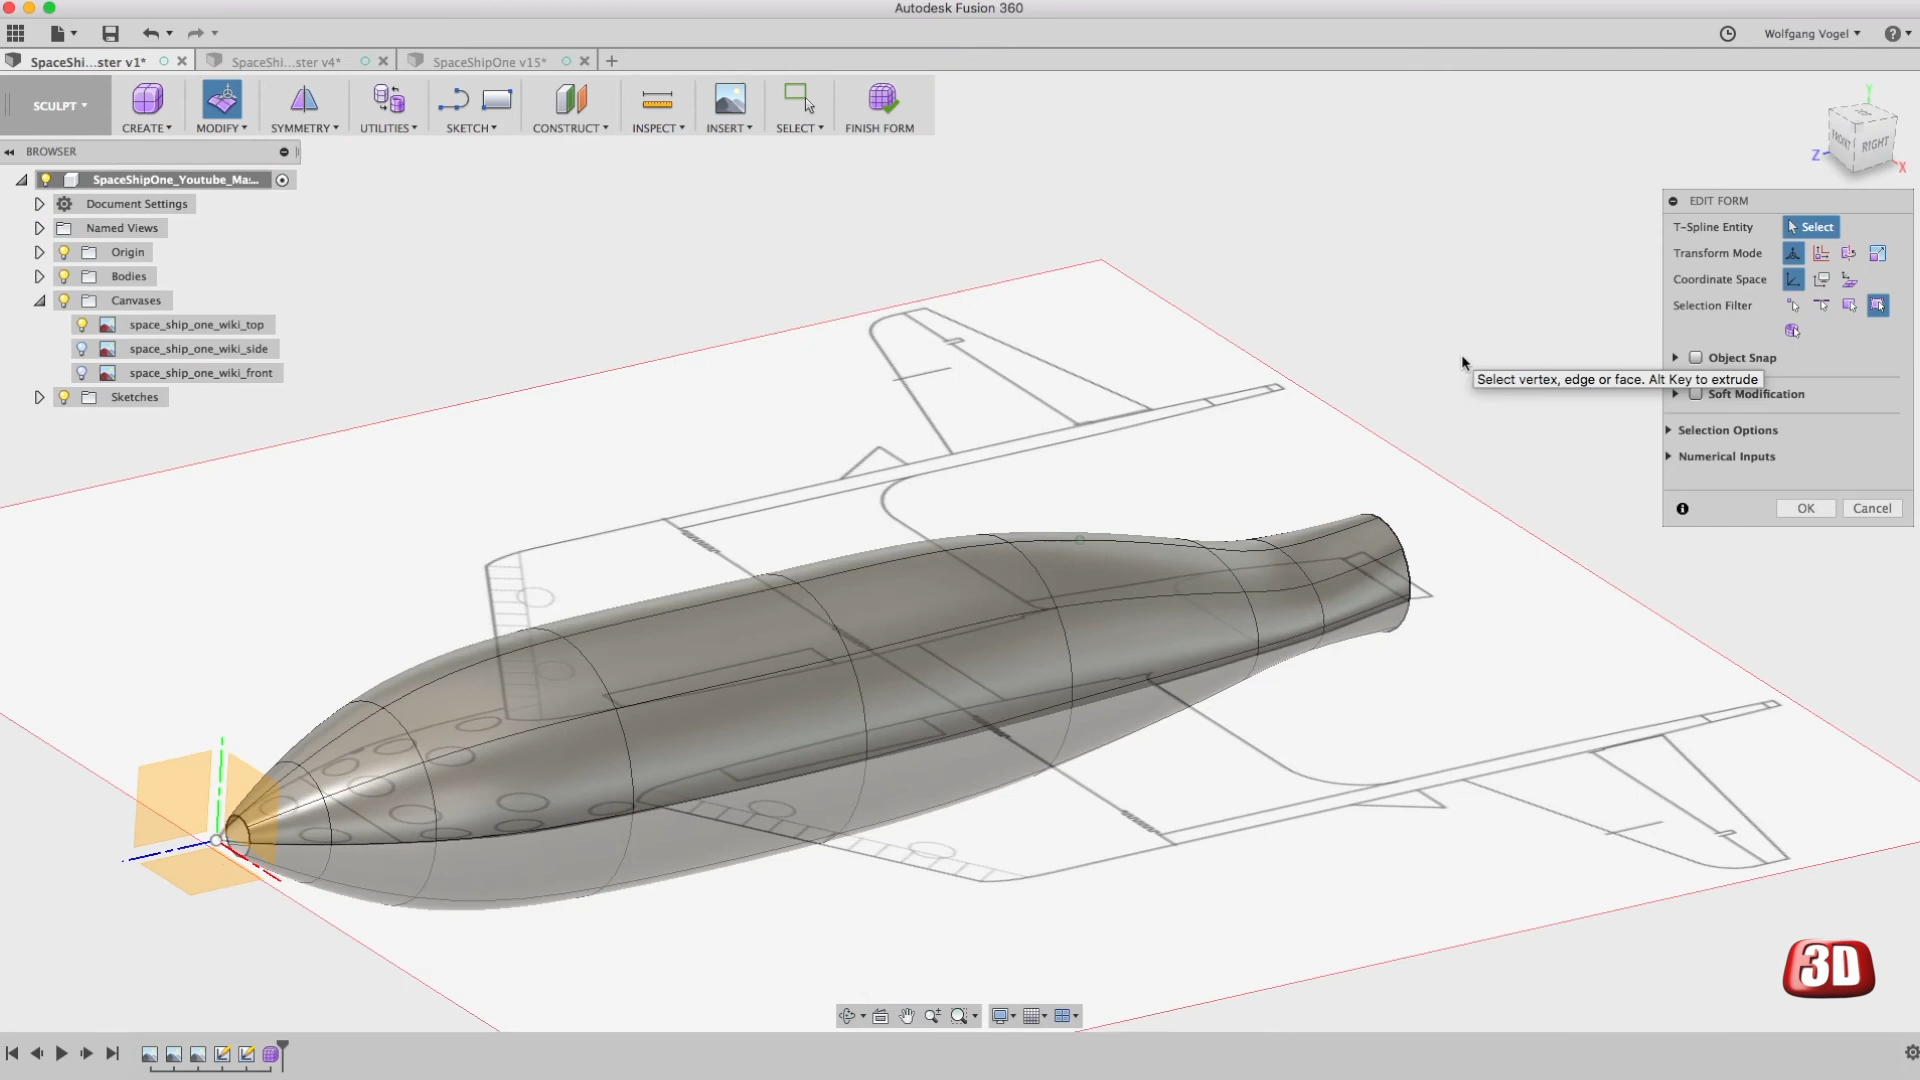 Autodesk Fusion 360
Wolfgang Vogel
SpaceShi...ster v1*
SpaceShi...ster v4*
SpaceShipOne v15*
SCULPT
CREATE
MODIFY
SYMMETRY
UTILITIES
SKETCH
CONSTRUCT
INSPECT
INSERT
SELECT
FINISH FORM
BROWSER
SpaceShipOne_Youtube_Ma...
Document Settings
Named Views
Origin
Bodies
Canvases
space_ship_one_wiki_top
space_ship_one_wiki_side
space_ship_one_wiki_front
Sketches
Y
FRONT
RIGHT
Z
X
EDIT FORM
T-Spline Entity
Select
Transform Mode
Coordinate Space
Selection Filter
Object Snap
Select vertex, edge or face. Alt Key to extrude
Soft Modification
Selection Options
Numerical Inputs
OK
Cancel
3D